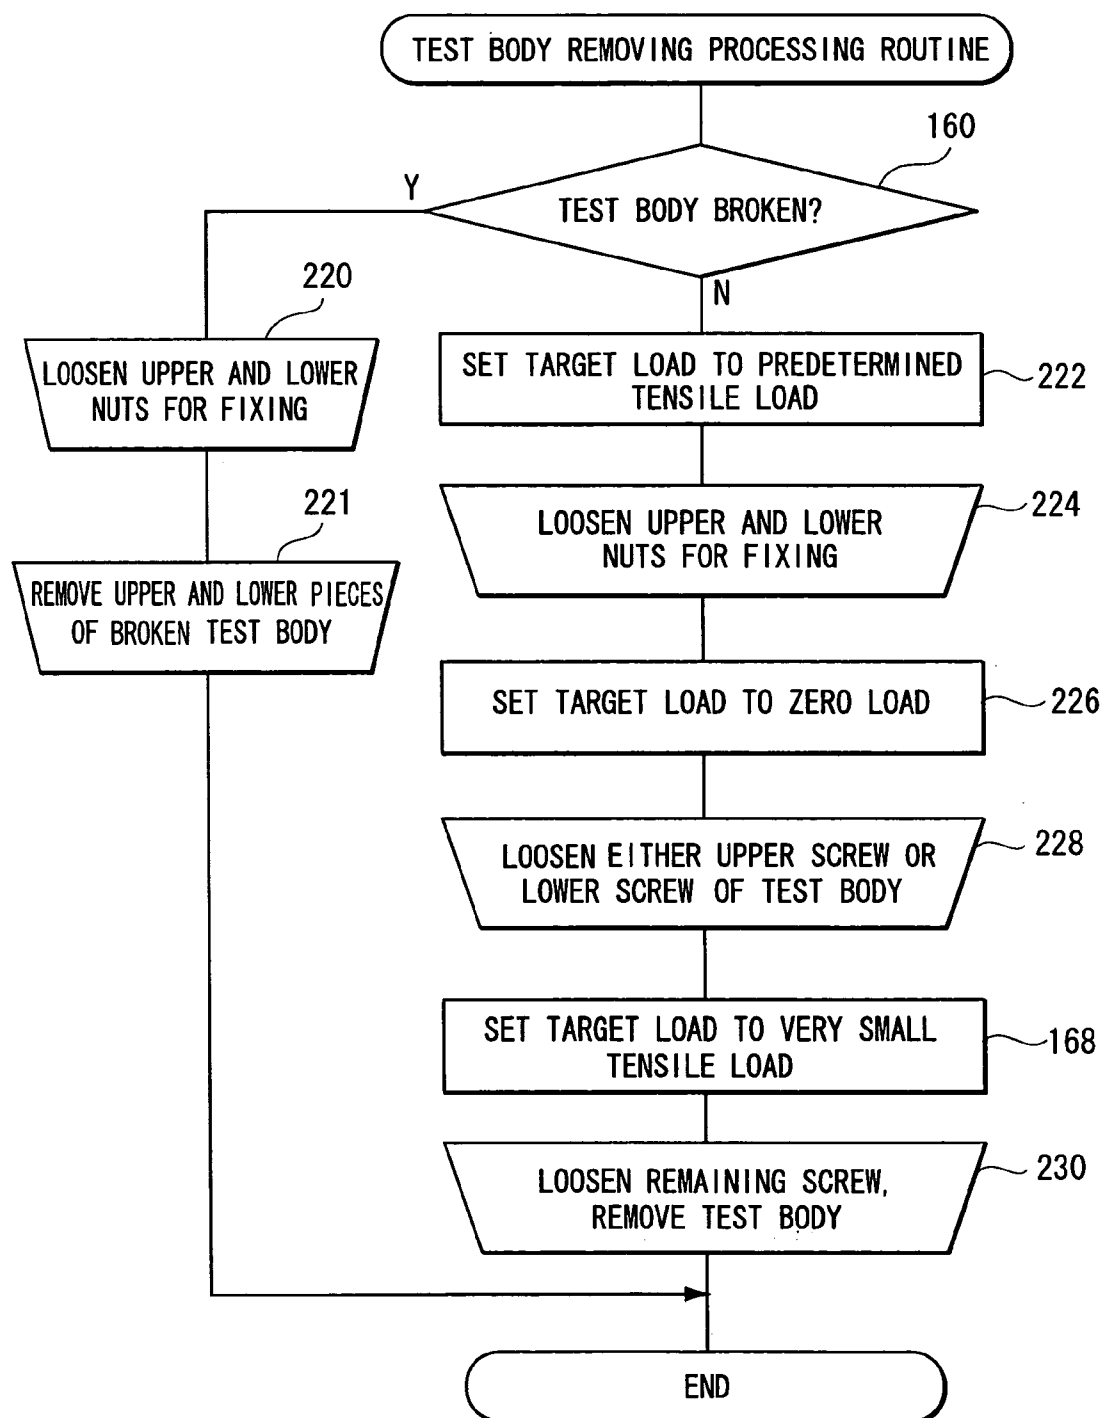 TEST BODY REMOVING PROCESSING ROUTINE
160
Y
TEST BODY BROKEN?
N
220
LOOSEN UPPER AND LOWER
NUTS FOR FIXING
221
REMOVE UPPER AND LOWER PIECES
OF BROKEN TEST BODY
SET TARGET LOAD TO PREDETERMINED
TENSILE LOAD
222
LOOSEN UPPER AND LOWER
NUTS FOR FIXING
224
SET TARGET LOAD TO ZERO LOAD
226
LOOSEN EITHER UPPER SCREW OR
LOWER SCREW OF TEST BODY
228
SET TARGET LOAD TO VERY SMALL
TENSILE LOAD
168
LOOSEN REMAINING SCREW,
REMOVE TEST BODY
230
END